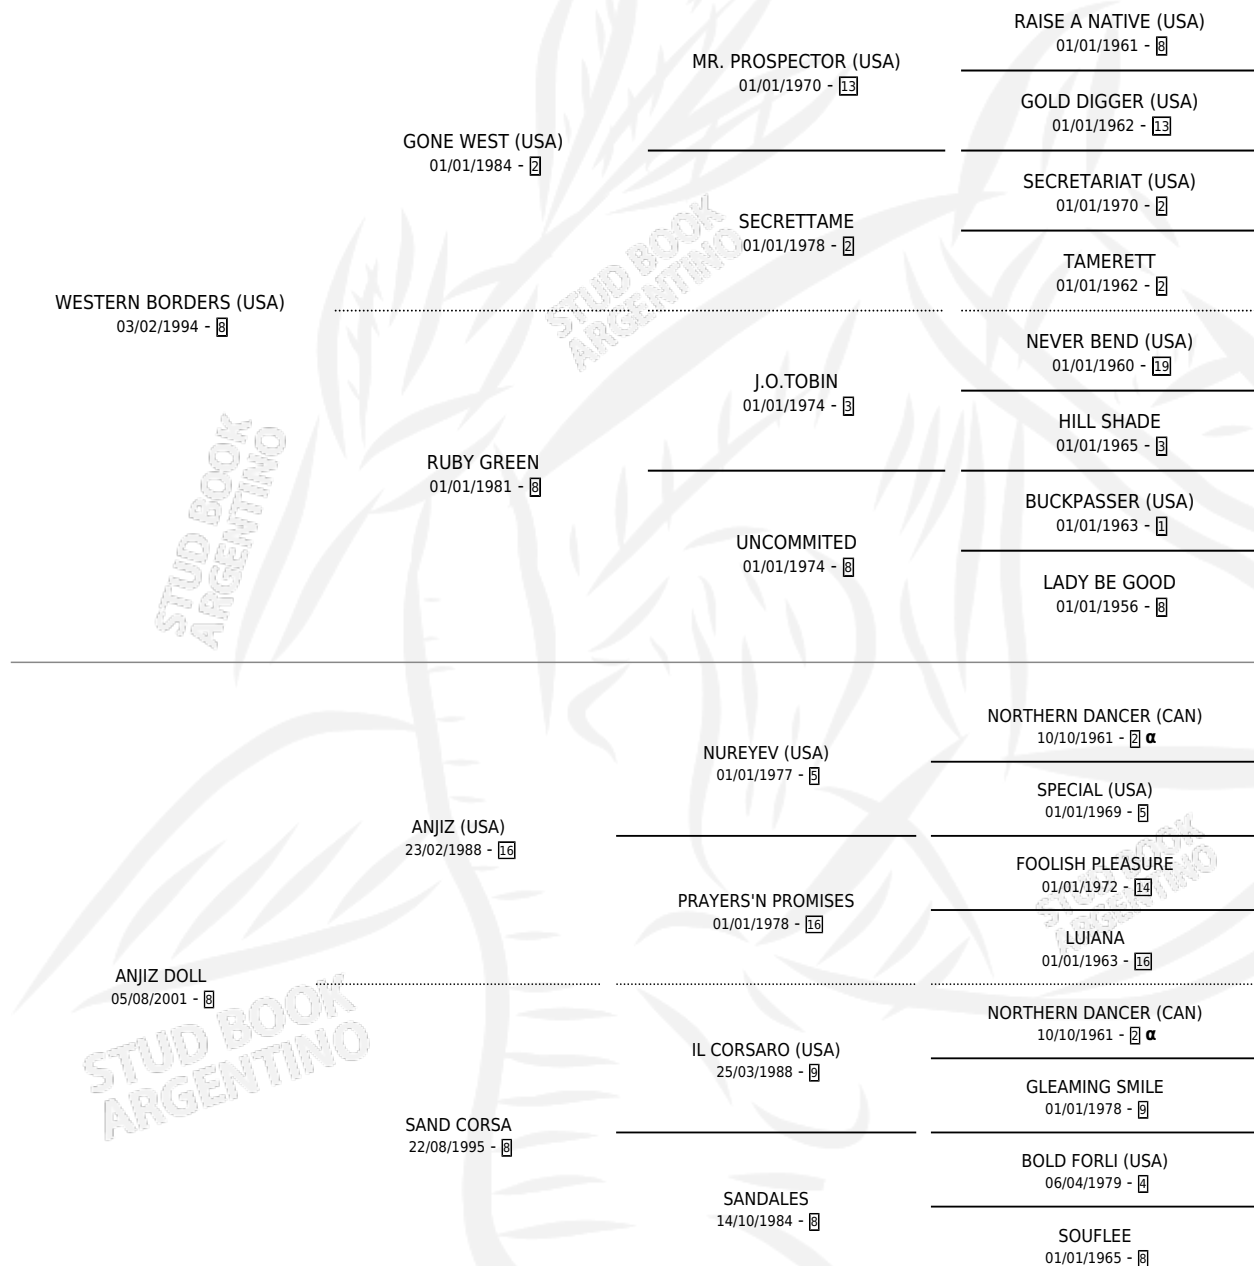 RAISE A NATIVE (USA)
01/01/1961 - 8
MR. PROSPECTOR (USA)
01/01/1970 - 13
GOLD DIGGER (USA)
01/01/1962 - 13
GONE WEST (USA)
01/01/1984 - 2
SECRETARIAT (USA)
01/01/1970 - 2
SECRETTAME
01/01/1978 - 2
TAMERETT
01/01/1962 - 2
WESTERN BORDERS (USA)
03/02/1994 - 8
NEVER BEND (USA)
01/01/1960 - 19
J.O.TOBIN
01/01/1974 - 3
HILL SHADE
01/01/1965 - 3
RUBY GREEN
01/01/1981 - 8
BUCKPASSER (USA)
01/01/1963 - 1
UNCOMMITED
01/01/1974 - 8
LADY BE GOOD
01/01/1956 - 8
NORTHERN DANCER (CAN)
10/10/1961 - 2 α
NUREYEV (USA)
01/01/1977 - 5
SPECIAL (USA)
01/01/1969 - 5
ANJIZ (USA)
23/02/1988 - 16
FOOLISH PLEASURE
01/01/1972 - 14
PRAYERS'N PROMISES
01/01/1978 - 16
LUIANA
01/01/1963 - 16
ANJIZ DOLL
05/08/2001 - 8
NORTHERN DANCER (CAN)
10/10/1961 - 2 α
IL CORSARO (USA)
25/03/1988 - 9
GLEAMING SMILE
01/01/1978 - 9
SAND CORSA
22/08/1995 - 8
BOLD FORLI (USA)
06/04/1979 - 4
SANDALES
14/10/1984 - 8
SOUFLEE
01/01/1965 - 8
STUD BOOK
ARGENTINO
STUD BOOK
ARGENTINO
STUD BOOK
ARGENTINO
STUD BOOK
ARGENTINO